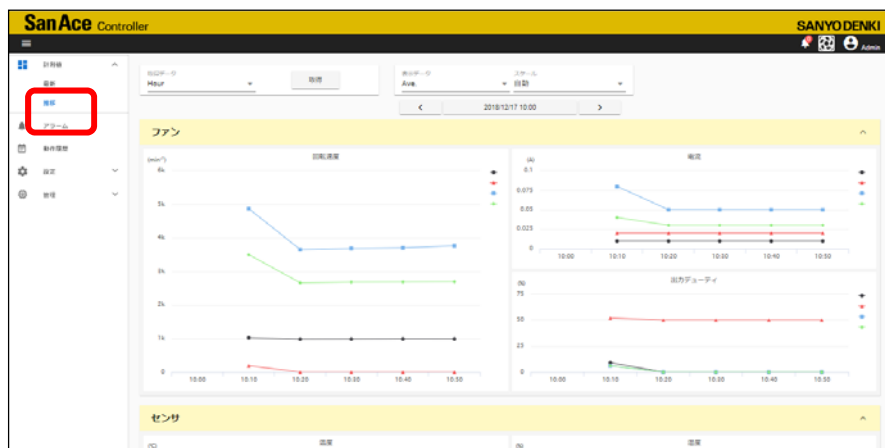 San Ace Controller
SANYO DENKI
Admin
計測値
最新
推移
アラーム
動作履歴
設定
管理
Hour
取得
表示データ
Ave.
スケール
自動
<
2018/12/17 10:00
>
ファン
回転速度
(min⁻¹)
6k
5k
4k
3k
2k
1k
0
10:00
10:10
10:20
10:30
10:40
10:50
電流
(A)
0.1
0.075
0.05
0.025
0
10:00
10:10
10:20
10:30
10:40
10:50
出力デューティ
(%)
75
50
25
0
10:00
10:10
10:20
10:30
10:40
10:50
センサ
温度
(℃)
湿度
(%)